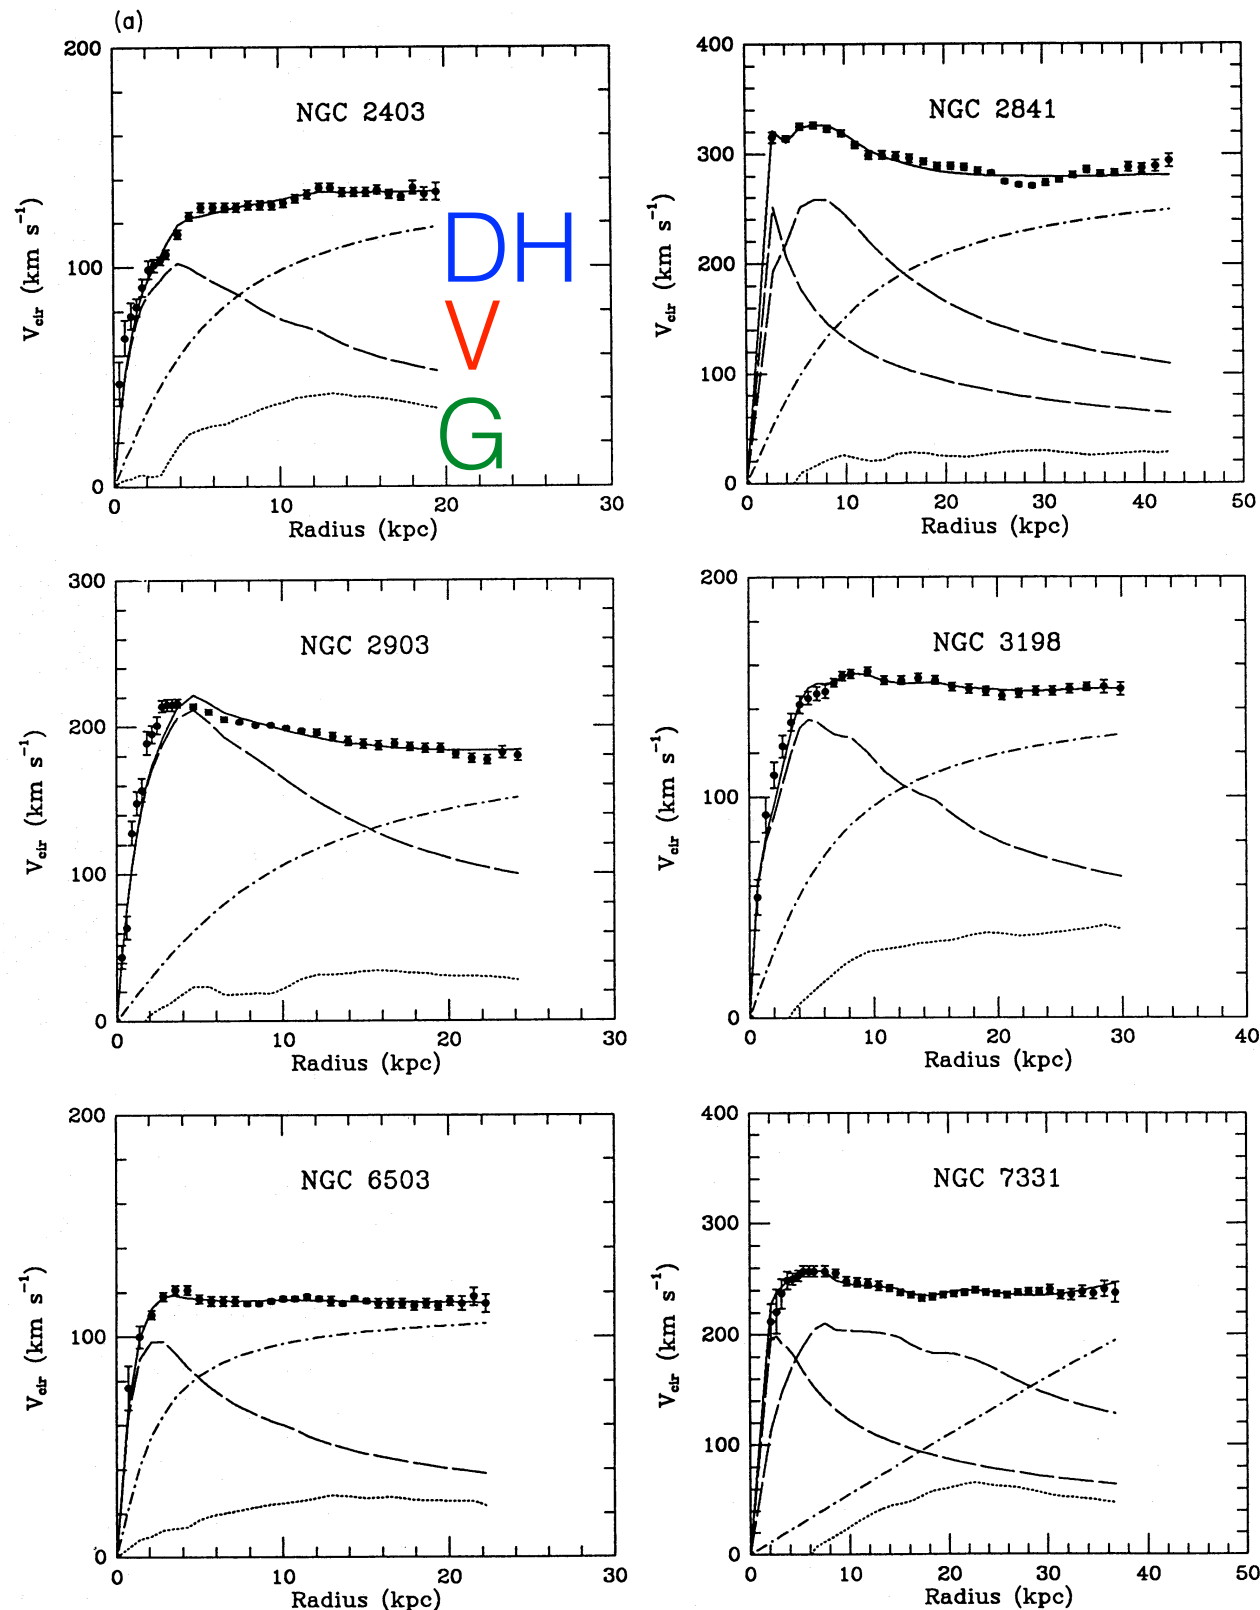 (a)
NGC 2403
200
100
0
0 10 20 30
Radius (kpc)
V_cir (km s⁻¹)
DH
V
G
NGC 2841
400
300
200
100
0
0 10 20 30 40 50
Radius (kpc)
V_cir (km s⁻¹)
NGC 2903
300
200
100
0
0 10 20 30
Radius (kpc)
V_cir (km s⁻¹)
NGC 3198
200
100
0
0 10 20 30 40
Radius (kpc)
V_cir (km s⁻¹)
NGC 6503
200
100
0
0 10 20 30
Radius (kpc)
V_cir (km s⁻¹)
NGC 7331
400
300
200
100
0
0 10 20 30 40 50
Radius (kpc)
V_cir (km s⁻¹)